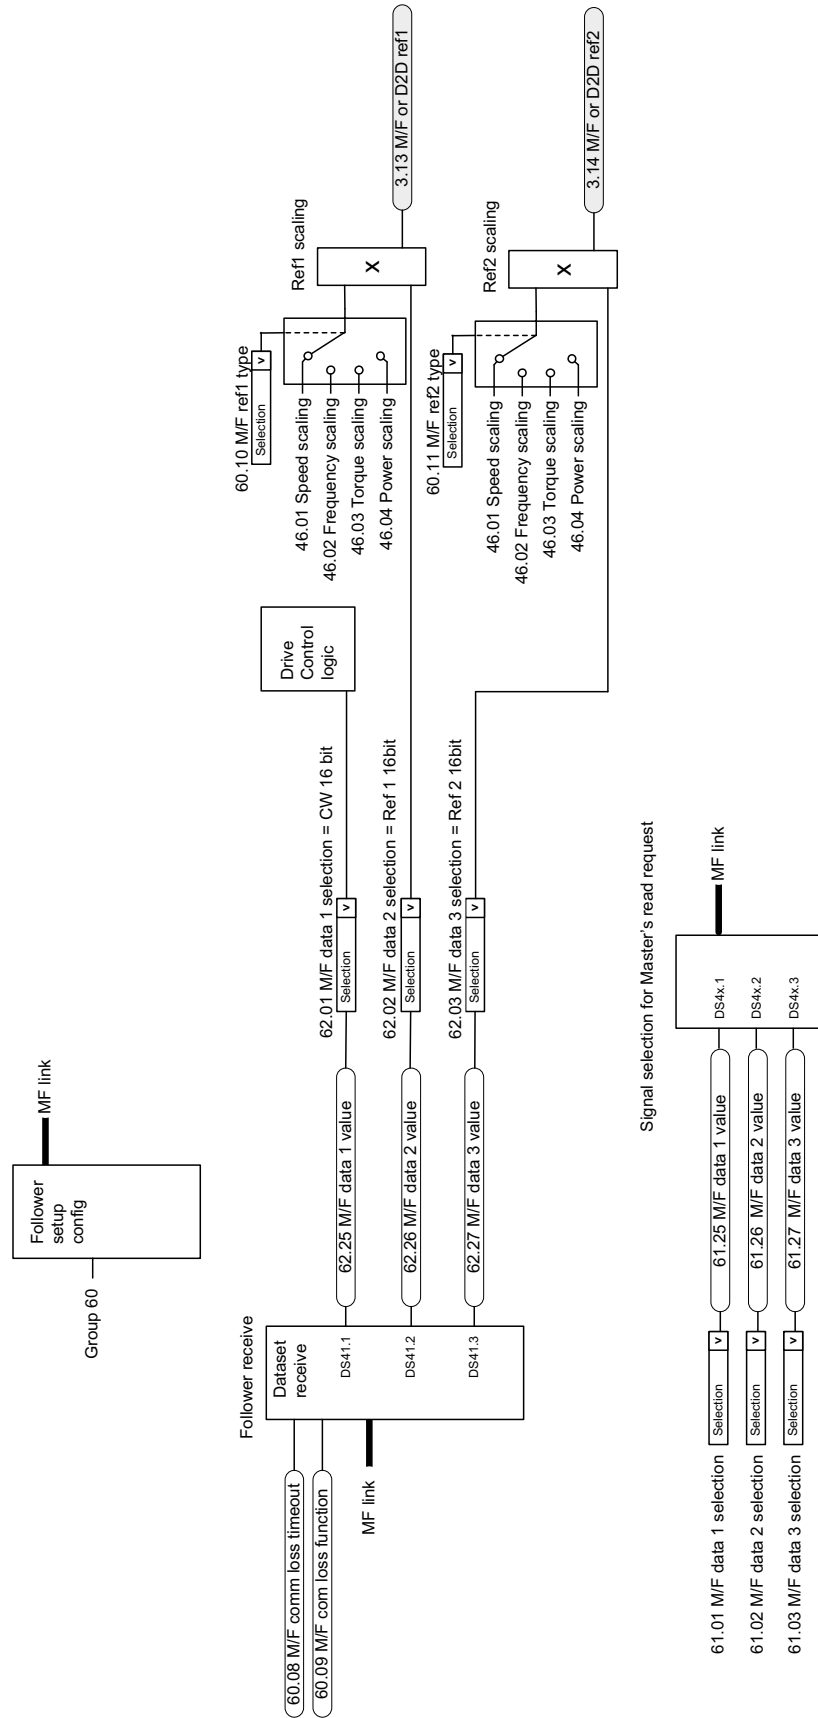 Group 60
Follower
setup
config
MF link
Follower receive
60.08 M/F comm loss timeout
60.09 M/F com loss function
MF link
Dataset
receive
DS41.1
DS41.2
DS41.3
62.25 M/F data 1 value
62.26 M/F data 2 value
62.27 M/F data 3 value
62.01 M/F data 1 selection = CW 16 bit
Selection
v
62.02 M/F data 2 selection = Ref 1 16bit
Selection
v
62.03 M/F data 3 selection = Ref 2 16bit
Selection
v
Drive
Control
logic
60.10 M/F ref1 type
Selection
v
46.01 Speed scaling
46.02 Frequency scaling
46.03 Torque scaling
46.04 Power scaling
Ref1 scaling
X
3.13 M/F or D2D ref1
60.11 M/F ref2 type
Selection
v
46.01 Speed scaling
46.02 Frequency scaling
46.03 Torque scaling
46.04 Power scaling
Ref2 scaling
X
3.14 M/F or D2D ref2
Signal selection for Master's read request
61.01 M/F data 1 selection
Selection
v
61.25 M/F data 1 value
DS4x.1
MF link
61.02 M/F data 2 selection
Selection
v
61.26 M/F data 2 value
DS4x.2
61.03 M/F data 3 selection
Selection
v
61.27 M/F data 3 value
DS4x.3